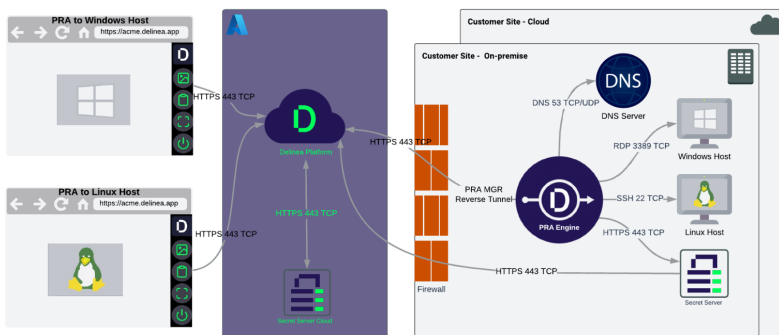 PRA to Windows Host
https://acme.delinea.app
HTTPS 443 TCP
PRA to Linux Host
https://acme.delinea.app
HTTPS 443 TCP
Delinea Platform
HTTPS 443 TCP
Secret Server Cloud
Customer Site - Cloud
Customer Site - On-premise
Firewall
HTTPS 443 TCP
PRA MGR
Reverse Tunnel
HTTPS 443 TCP
PRA Engine
DNS 53 TCP/UDP
DNS
DNS Server
RDP 3389 TCP
Windows Host
SSH 22 TCP
Linux Host
HTTPS 443 TCP
Secret Server